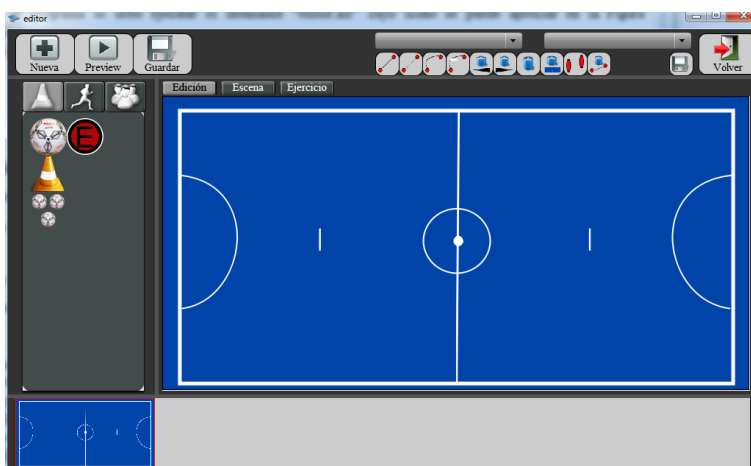 editor
Nueva
Preview
Guardar
Volver
Edición
Escena
Ejercicio
E